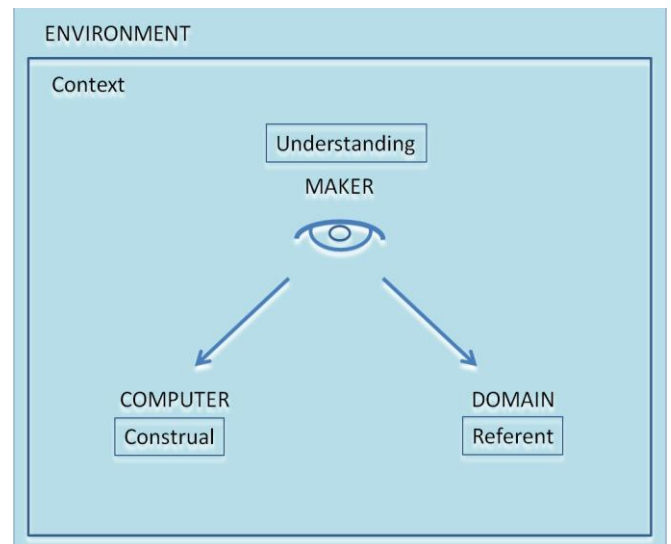 ENVIRONMENT
Context
Understanding
MAKER
COMPUTER
DOMAIN
Construal
Referent